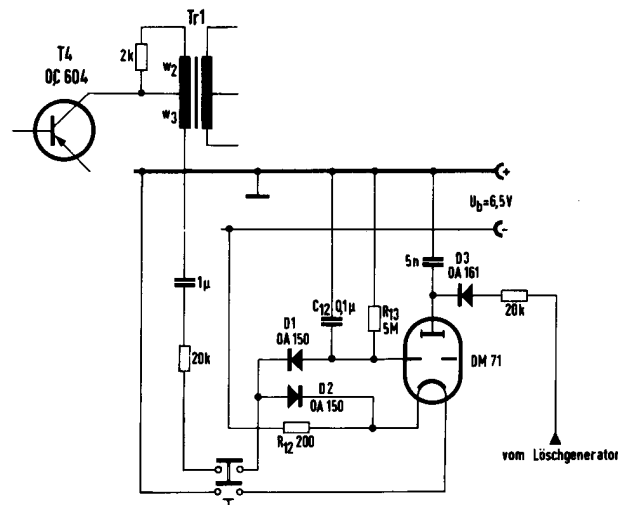 Tr1
T4
OC 604
2k
w2
w3
+
Ub=6,5V
-
1µ
5n
D3
OA 161
C12 0,1µ
R13
5M
20k
D1
OA 150
DM 71
20k
D2
OA 150
R12 200
vom Löschgenerator
T